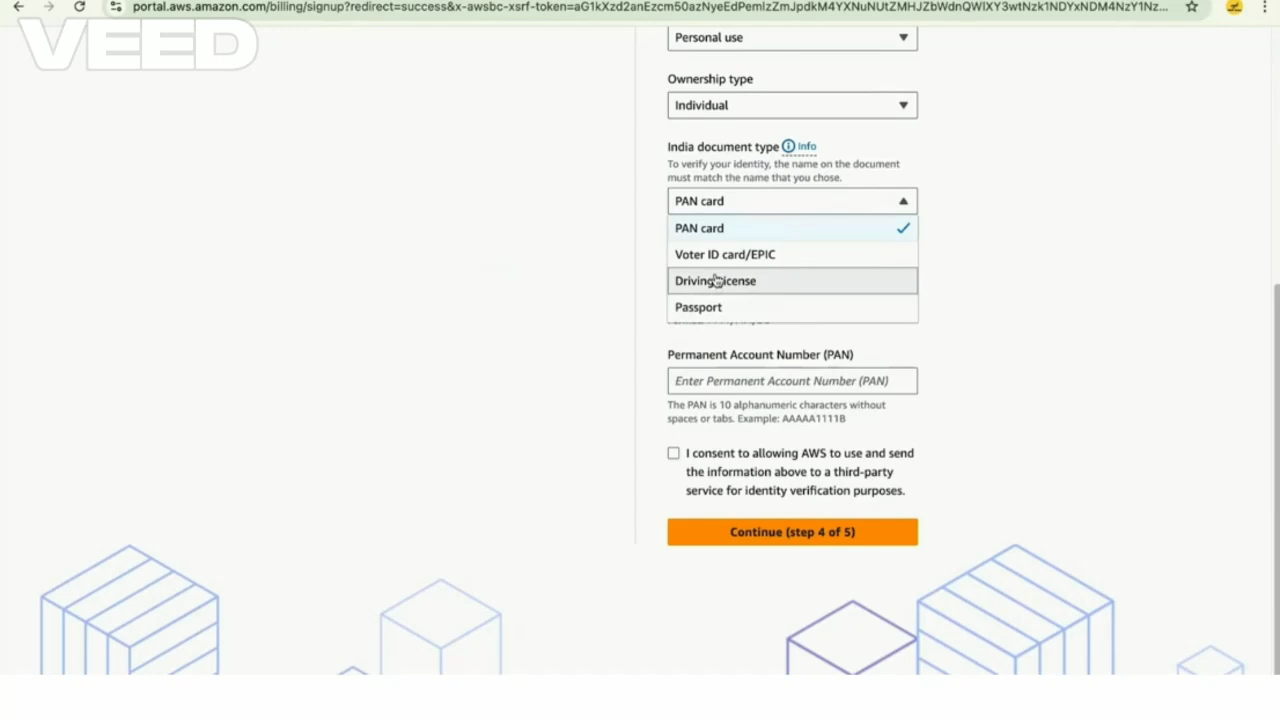 portal.aws.amazon.com/billing/signup?redirect=success&x-awsbc-xsrf-token=aG1kXzd2anEzcm50azNyeEdPemlzZmJpdkM4YXNuNUtZMHJZbWdnQWlXY3wtNzk1NDYxNDM4NzY1Nz...
VEED
Personal use
Ownership type
Individual
India document type Info
To verify your identity, the name on the document
must match the name that you chose.
PAN card
PAN card
Voter ID card/EPIC
Driving license
Passport
Permanent Account Number (PAN)
Enter Permanent Account Number (PAN)
The PAN is 10 alphanumeric characters without
spaces or tabs. Example: AAAAA1111B
I consent to allowing AWS to use and send
the information above to a third-party
service for identity verification purposes.
Continue (step 4 of 5)